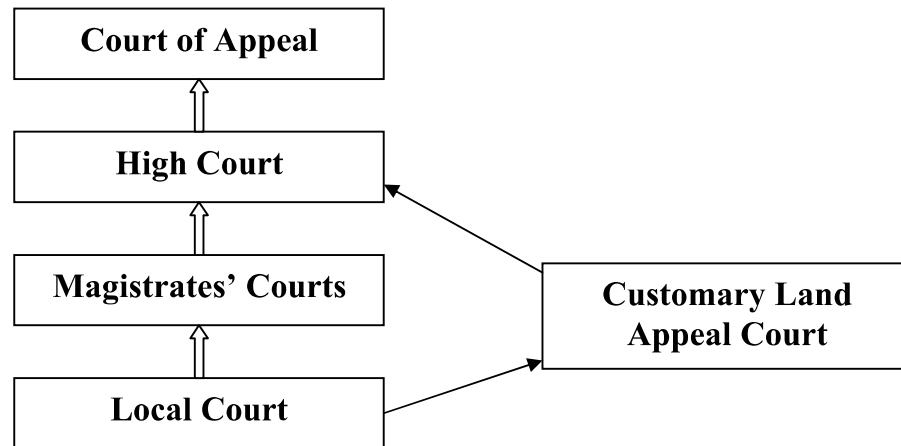 Court of Appeal
High Court
Magistrates’ Courts
Customary Land
Appeal Court
Local Court